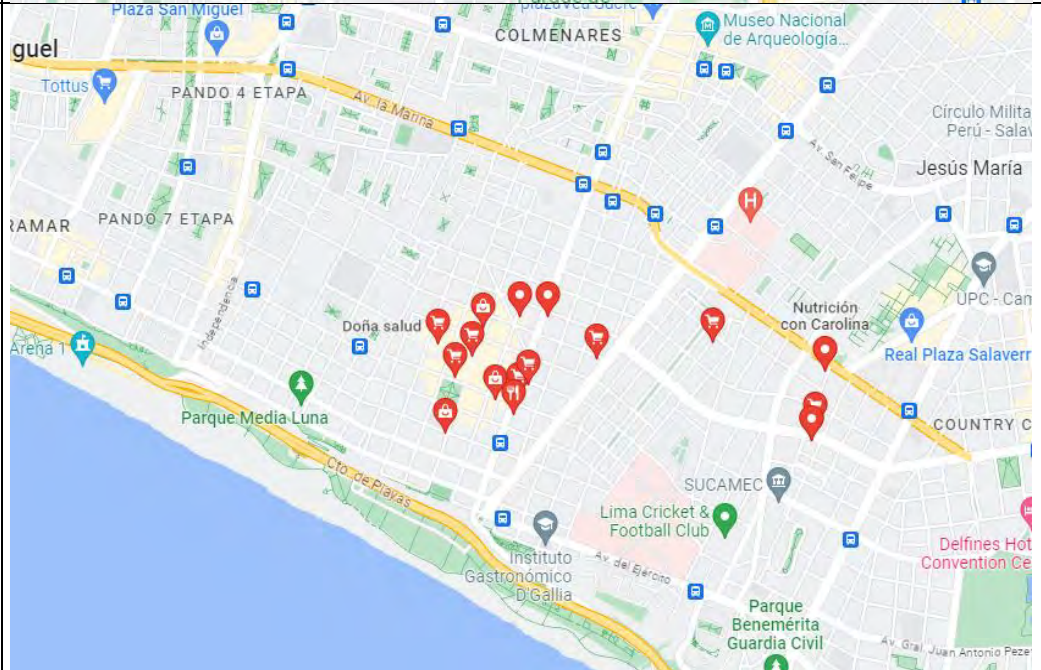 Plaza San Miguel
plazaVea Sucre
COLMENARES
Museo Nacional
de Arqueología...
guel
Tottus
PANDO 4 ETAPA
Av. la Marina
Círculo Milita
Perú - Salav
Av. San Felipe
Jesús María
RAMAR
PANDO 7 ETAPA
H
UPC - Cam
Independencia
Doña salud
Nutrición
con Carolina
Arena 1
Real Plaza Salaverr
Parque Media Luna
COUNTRY C
Cto. de Playas
SUCAMEC
Lima Cricket &
Football Club
Instituto
Gastronómico
D'Gallia
Av. del Ejército
Delfines Hot
Convention Ce
Parque
Benemérita
Guardia Civil
Av. Gral. Juan Antonio Pezet